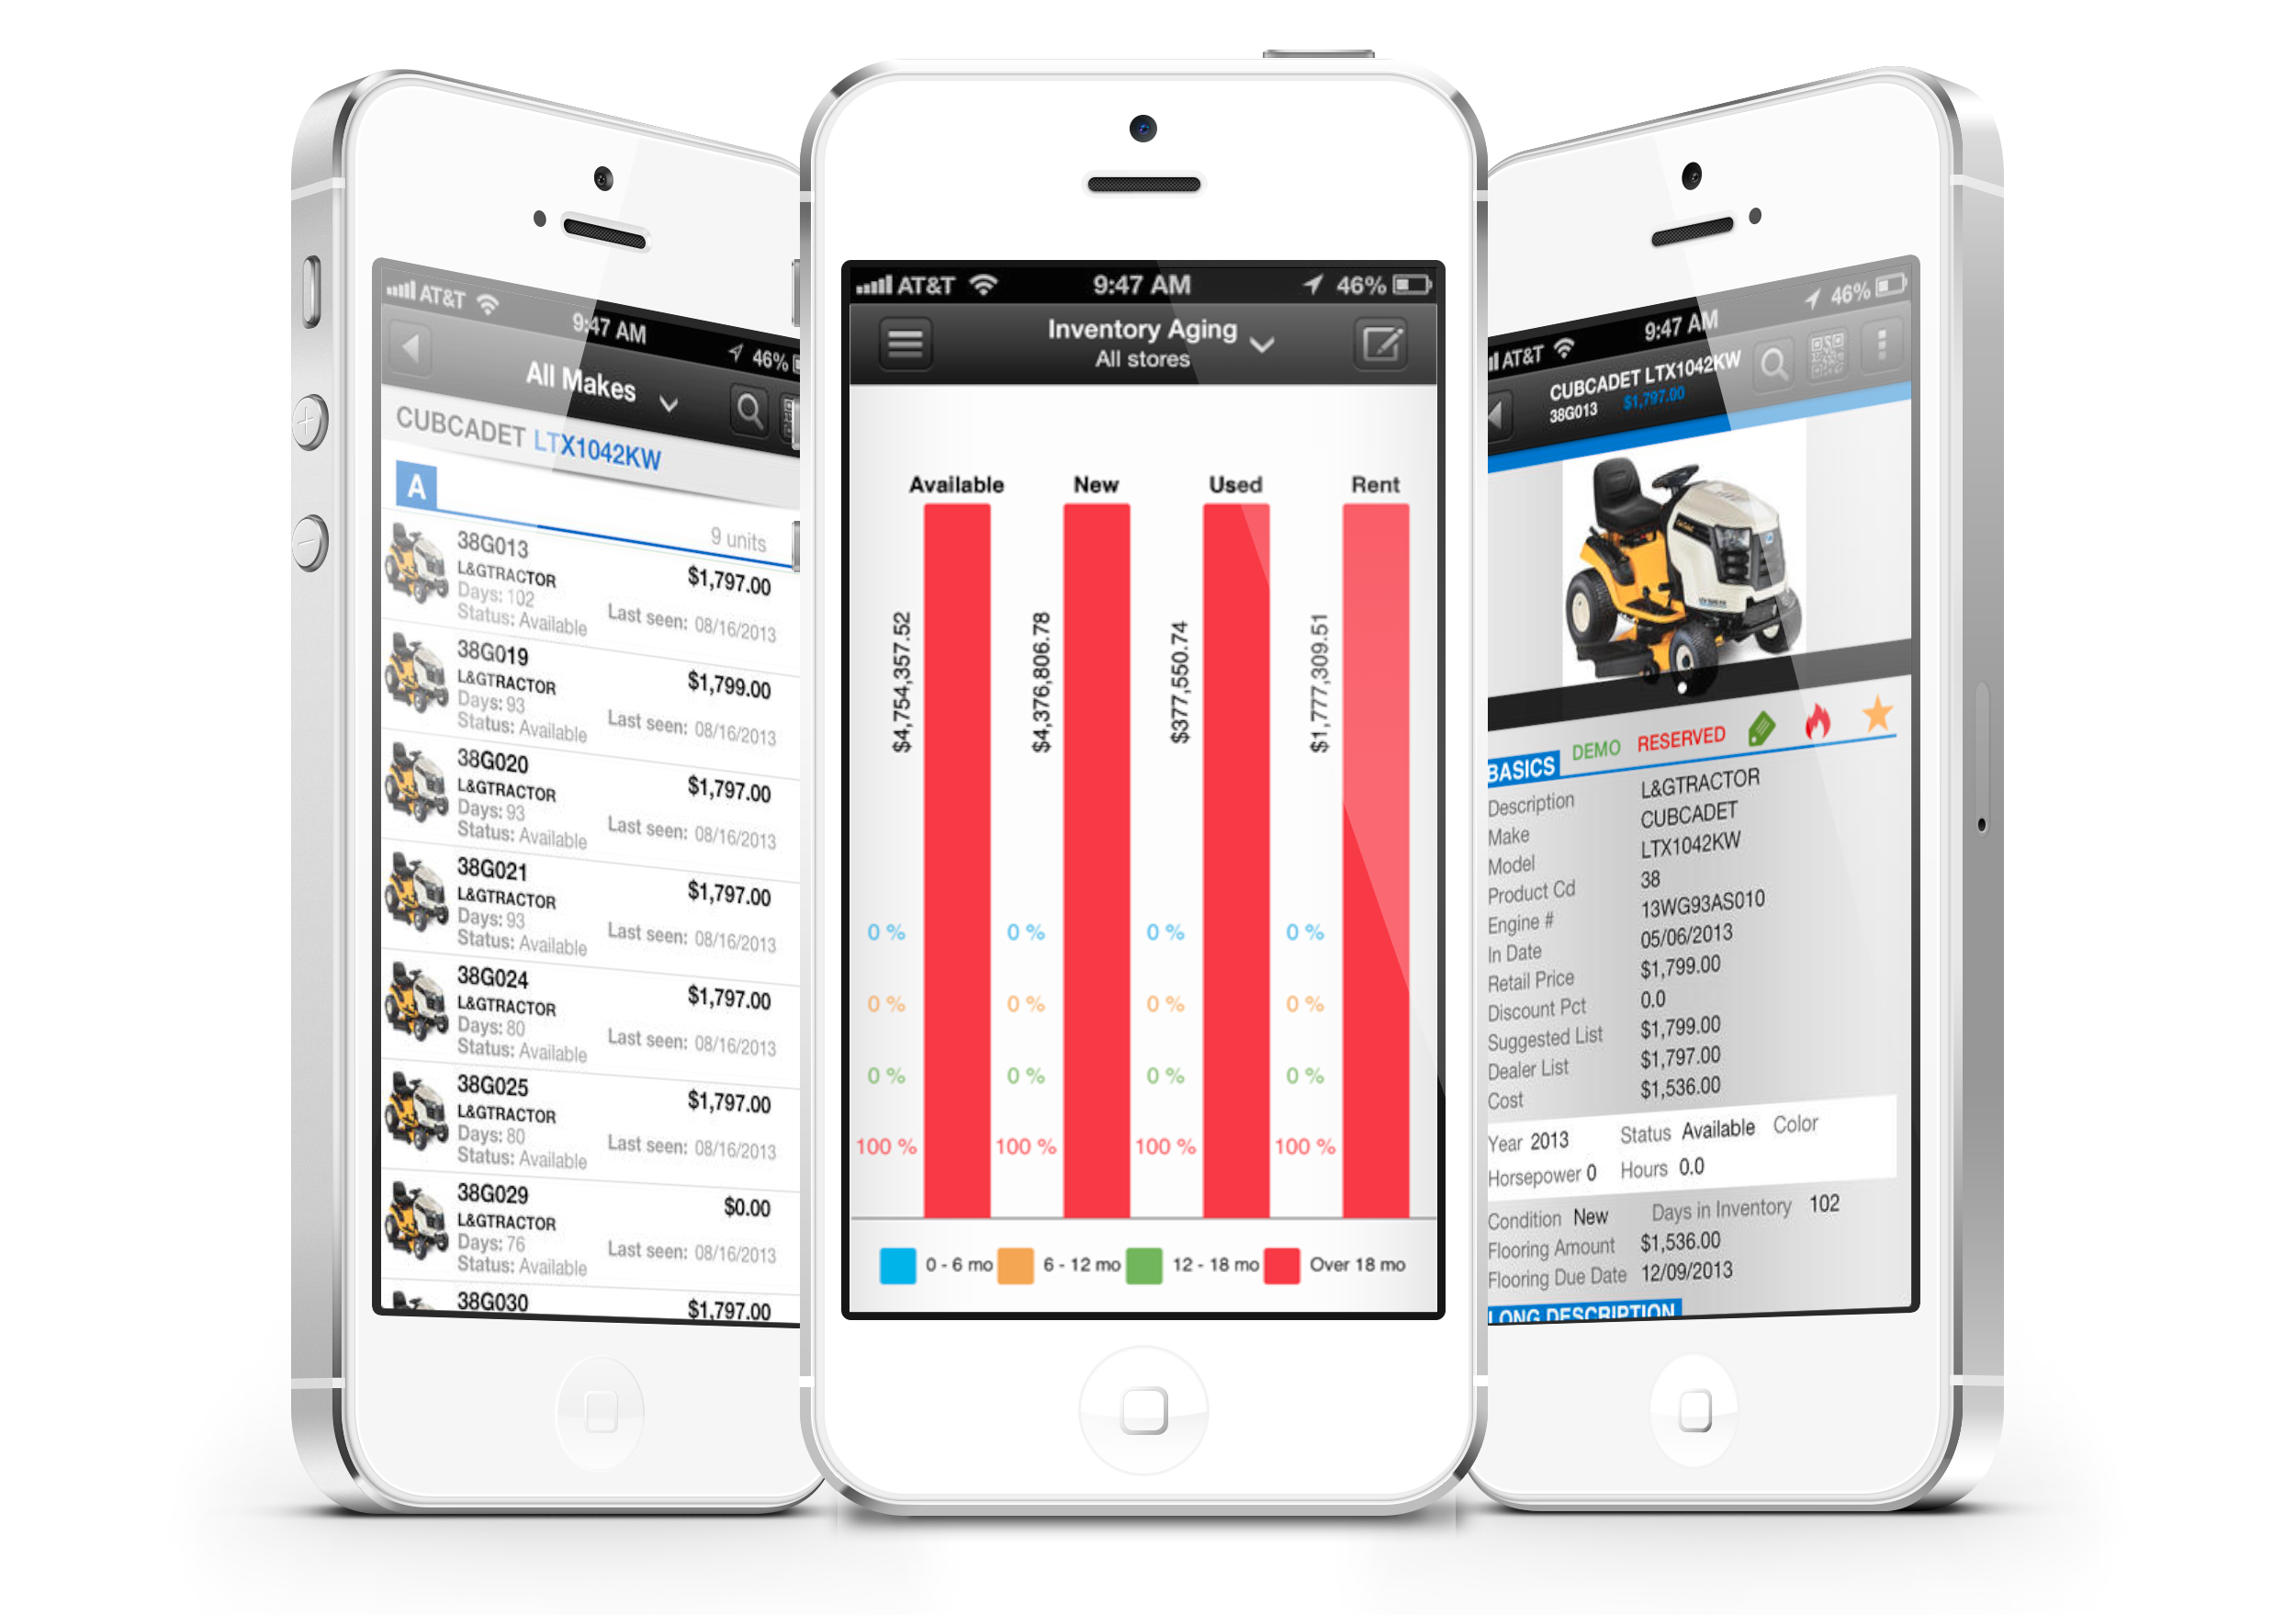 AT&T 9:47 AM 46%
All Makes
CUBCADET LTX1042KW
A
9 units
38G013
$1,797.00
L&GTRACTOR
Days: 102
Status: Available
Last seen: 08/16/2013
38G019
$1,799.00
L&GTRACTOR
Days: 93
Status: Available
Last seen: 08/16/2013
38G020
$1,797.00
L&GTRACTOR
Days: 93
Status: Available
Last seen: 08/16/2013
38G021
$1,797.00
L&GTRACTOR
Days: 93
Status: Available
Last seen: 08/16/2013
38G024
$1,797.00
L&GTRACTOR
Days: 80
Status: Available
Last seen: 08/16/2013
38G025
$1,797.00
L&GTRACTOR
Days: 80
Status: Available
Last seen: 08/16/2013
38G029
$0.00
L&GTRACTOR
Days: 76
Status: Available
Last seen: 08/16/2013
38G030
$1,797.00
AT&T 9:47 AM 46%
Inventory Aging
All stores
Available New Used Rent
$4,754,357.52 $4,376,806.78 $377,550.74 $1,777,309.51
0 % 0 % 0 % 0 %
0 % 0 % 0 % 0 %
0 % 0 % 0 % 0 %
100 % 100 % 100 % 100 %
0 - 6 mo 6 - 12 mo 12 - 18 mo Over 18 mo
AT&T 9:47 AM 46%
CUBCADET LTX1042KW
38G013 $1,797.00
BASICS DEMO RESERVED
Description L&GTRACTOR
Make CUBCADET
Model LTX1042KW
Product Cd 38
Engine # 13WG93AS010
In Date 05/06/2013
Retail Price $1,799.00
Discount Pct 0.0
Suggested List $1,799.00
Dealer List $1,797.00
Cost $1,536.00
Year 2013 Status Available Color
Horsepower 0 Hours 0.0
Condition New Days in Inventory 102
Flooring Amount $1,536.00
Flooring Due Date 12/09/2013
LONG DESCRIPTION